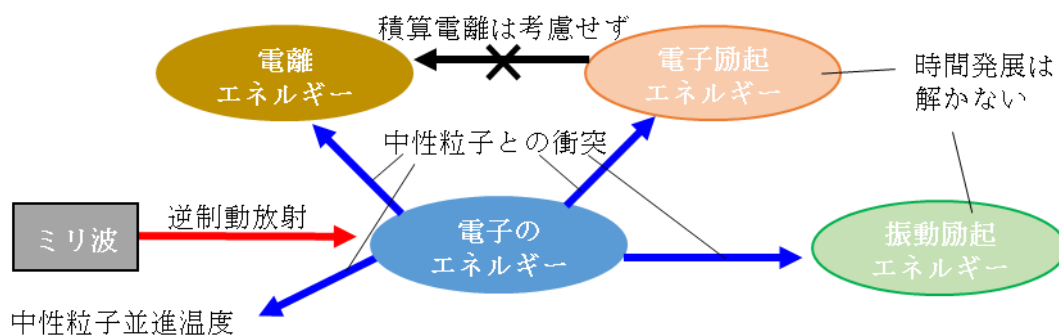 積算電離は考慮せず
電離
エネルギー
電子励起
エネルギー
時間発展は
解かない
中性粒子との衝突
ミリ波
逆制動放射
電子の
エネルギー
振動励起
エネルギー
中性粒子並進温度